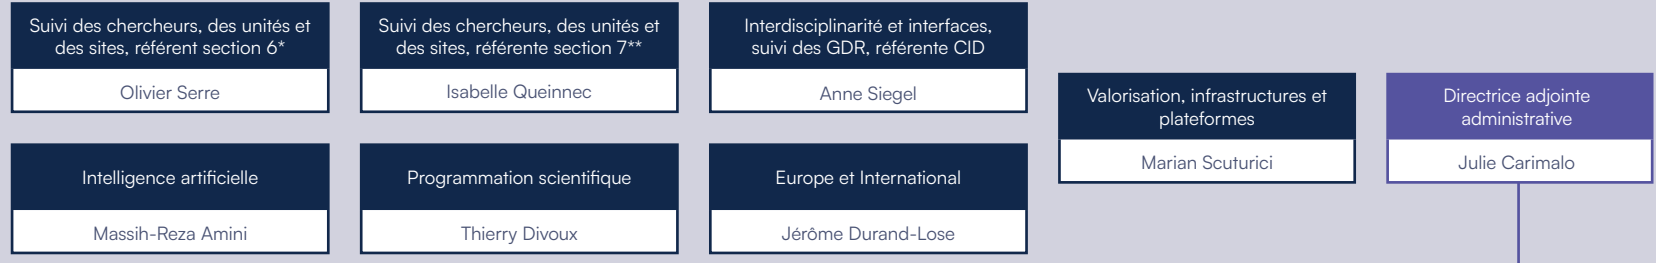 Suivi des chercheurs, des unités et
des sites, référent section 6*
Olivier Serre
Suivi des chercheurs, des unités et
des sites, référente section 7**
Isabelle Queinnec
Interdisciplinarité et interfaces,
suivi des GDR, référente CID
Anne Siegel
Valorisation, infrastructures et
plateformes
Marian Scuturici
Directrice adjointe
administrative
Julie Carimalo
Intelligence artificielle
Massih-Reza Amini
Programmation scientifique
Thierry Divoux
Europe et International
Jérôme Durand-Lose